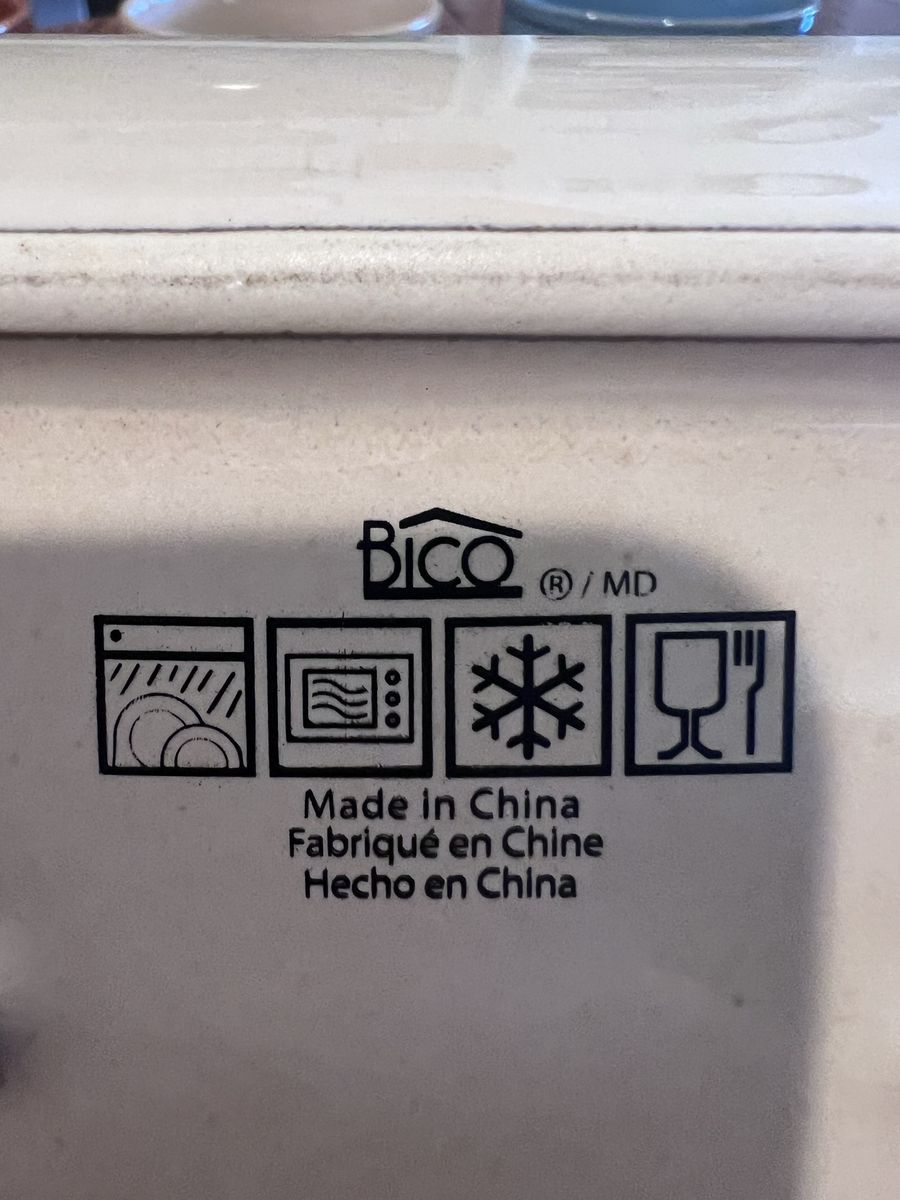 BICO ® / MD
Made in China
Fabriqué en Chine
Hecho en China